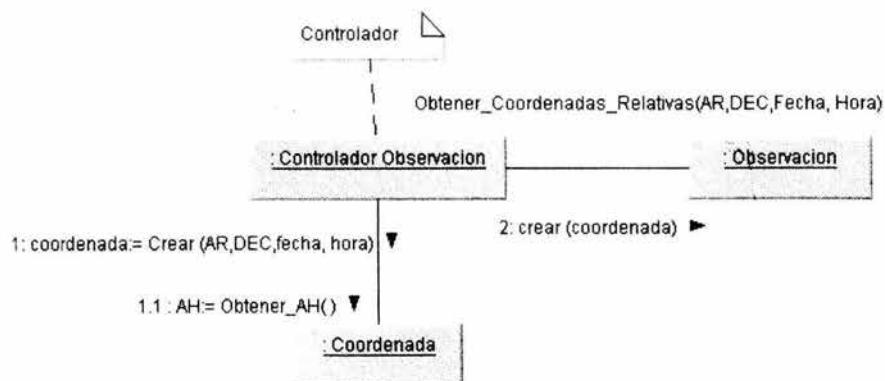 Controlador
Obtener_Coordenadas_Relativas(AR,DEC,Fecha, Hora)
: Controlador Observacion
: Observacion
2: crear (coordenada)
1: coordenada:= Crear (AR,DEC,fecha, hora)
1.1 : AH:= Obtener_AH()
: Coordenada